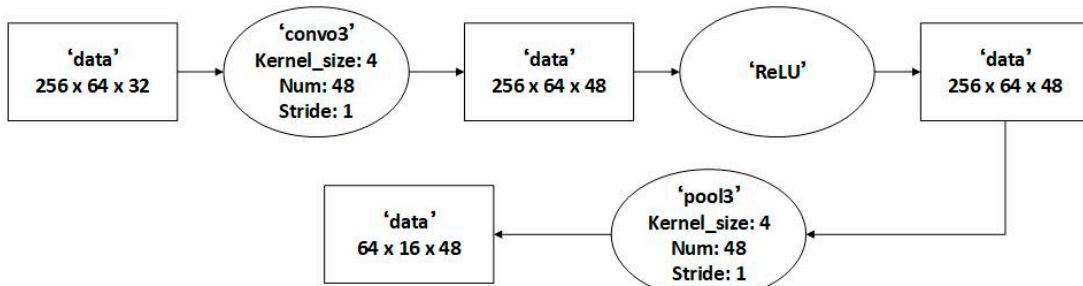 ‘data’
256 x 64 x 32
‘convo3’
Kernel_size: 4
Num: 48
Stride: 1
‘data’
256 x 64 x 48
‘ReLU’
‘data’
256 x 64 x 48
‘data’
64 x 16 x 48
‘pool3’
Kernel_size: 4
Num: 48
Stride: 1